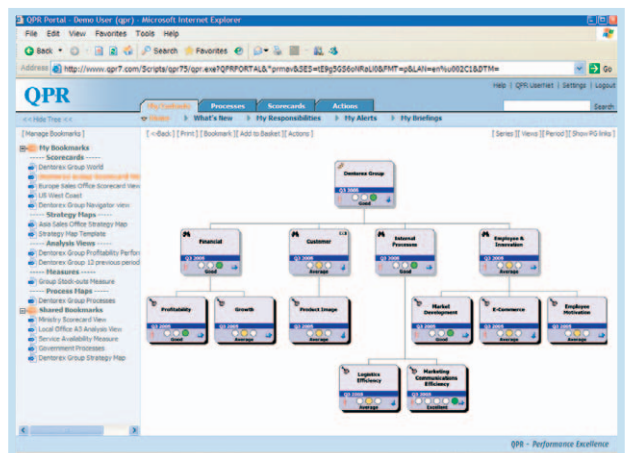 QPR Portal - Demo User (qpr) - Microsoft Internet Explorer
File Edit View Favorites Tools Help
Back Search Favorites
Address http://www.qpr7.com/Scripts/qpr75/qpr.exe?QPRPORTAL&*prmav&SES= Go
QPR
Help | QPR.UserNet | Settings | Logout
Processes Scorecards Actions
Search
<< Hide Tree <<
What's New My Responsibilities My Alerts My Briefings
[Manage Bookmarks]
[<<Back] [Print] [Bookmark] [Add to Basket] [Actions]
[Series] [Views] [Period] [Show PG links]
My Bookmarks
----- Scorecards -----
Dentorex Group World
Europe Sales Office Scorecard View
US West Coast
Dentorex Group Navigator view
----- Strategy Maps -----
Asia Sales Office Strategy Map
Strategy Map Template
----- Analysis Views -----
Dentorex Group Profitability Perfor
Dentorex Group 12 previous period
----- Measures -----
Group Stock-outs Measure
----- Process Maps -----
Dentorex Group Processes
Shared Bookmarks
Ministry Scorecard View
Local Office A3 Analysis View
Service Availability Measure
Government Processes
Dentorex Group Strategy Map
Dentorex Group
Q3 2005
Good
Financial
Q3 2005
Good
Customer
Q3 2005
Average
Internal
Processes
Q3 2005
Good
Employee &
Innovation
Q3 2005
Average
Profitability
Q3 2005
Good
Growth
Q3 2005
Average
Product Image
Q3 2005
Average
Market
Development
Q3 2005
Good
E-Commerce
Q3 2005
Average
Employee
Motivation
Q3 2005
Average
Logistics
Efficiency
Q3 2005
Average
Marketing
Communications
Efficiency
Q3 2005
Excellent
QPR - Performance Excellence